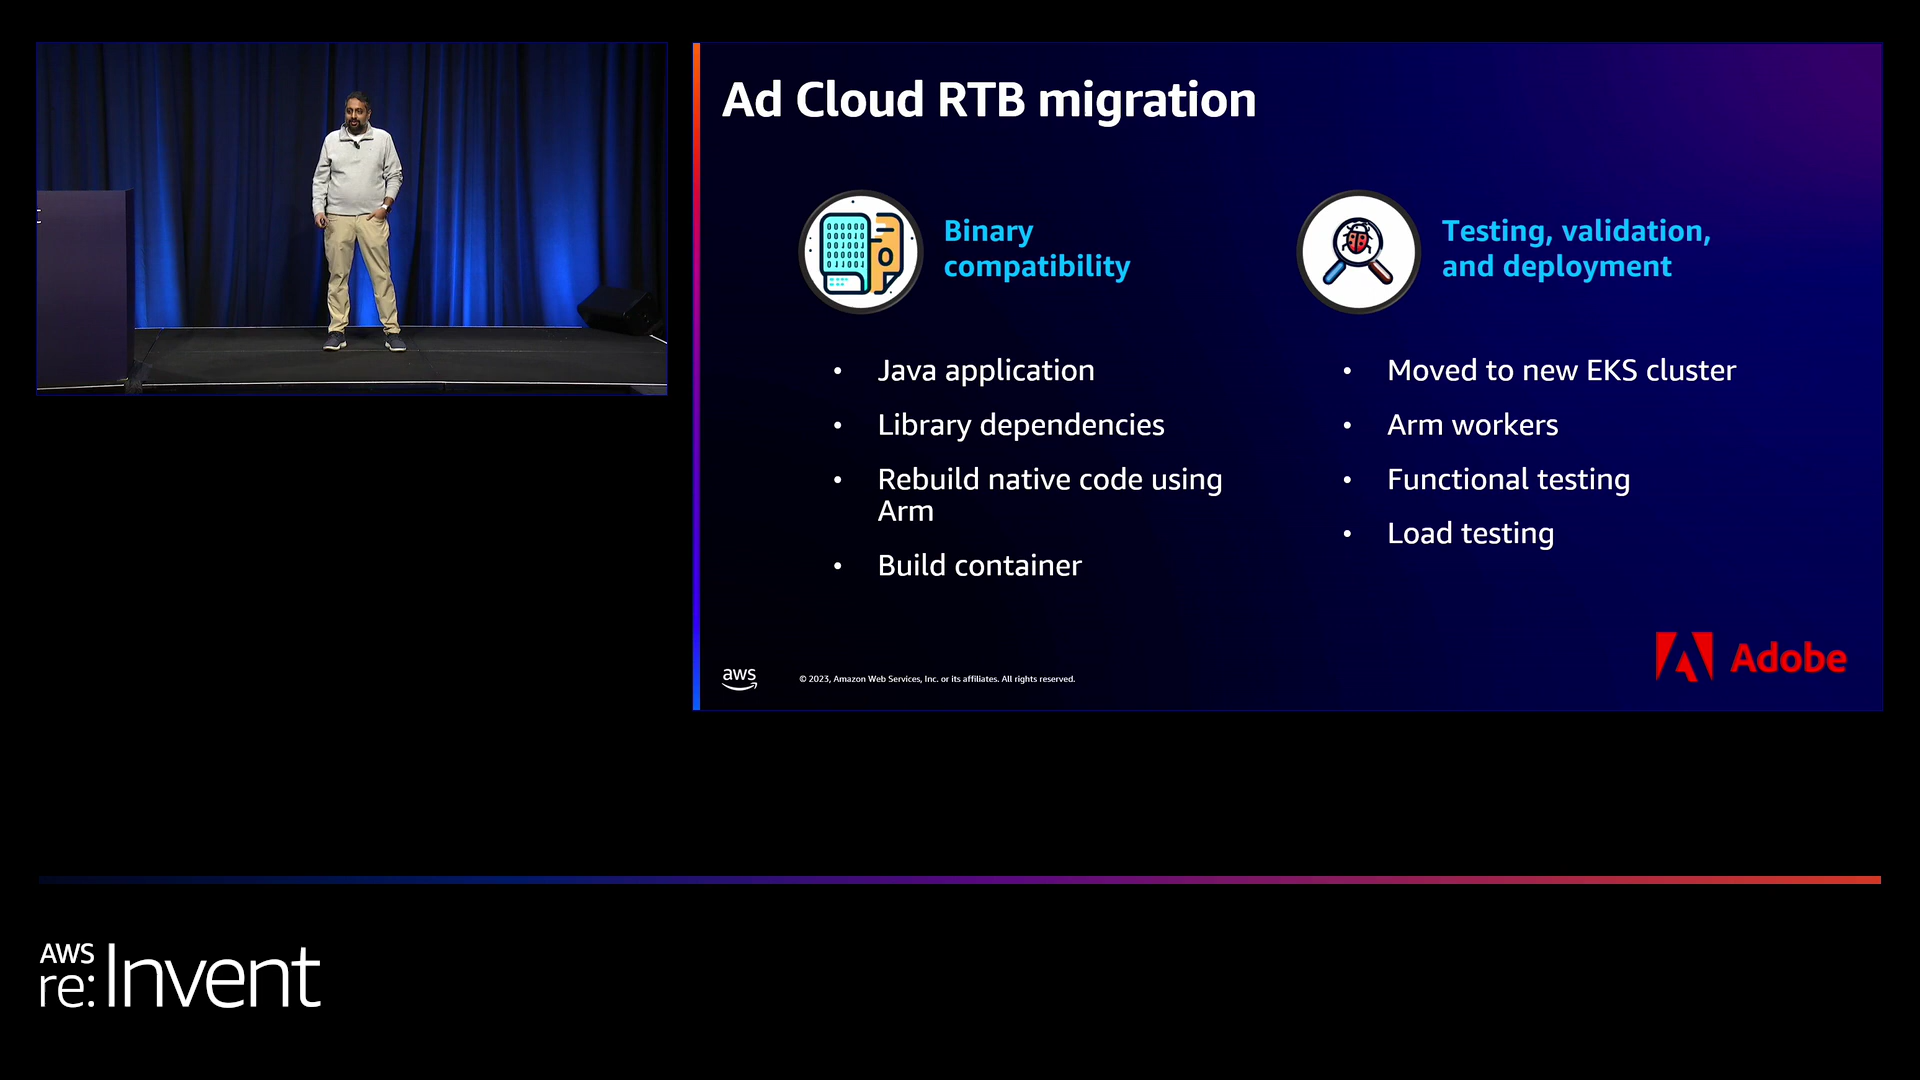 Ad Cloud RTB migration
Binary
compatibility
• Java application
• Library dependencies
• Rebuild native code using
Arm
• Build container
Testing, validation,
and deployment
• Moved to new EKS cluster
• Arm workers
• Functional testing
• Load testing
aws
© 2023, Amazon Web Services, Inc. or its affiliates. All rights reserved.
Adobe
AWS
re:Invent